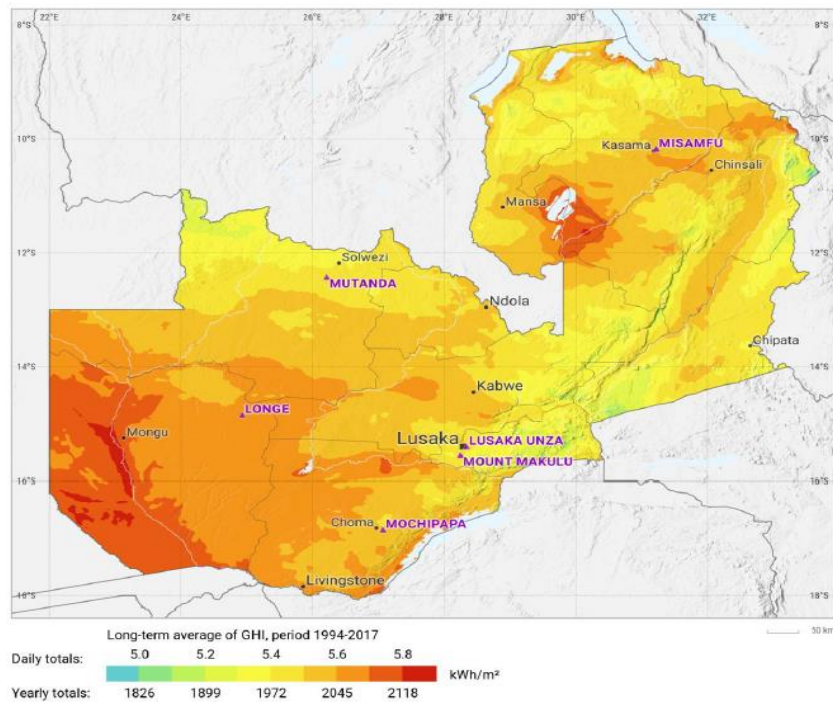 22°E 24°E 26°E 28°E 30°E 32°E
10°S Kasama MISAMFU 10°S
Chinsali
Mansa
12°S Solwezi 12°S
MUTANDA
Ndola
14°S Chipata 14°S
Kabwe
LONGE
Mongu Lusaka LUSAKA UNZA
16°S MOUNT MAKULU 16°S
Choma MOCHIPAPA
18°S Livingstone 18°S
50 km
Long-term average of GHI, period 1994-2017
Daily totals: 5.0 5.2 5.4 5.6 5.8 kWh/m²
Yearly totals: 1826 1899 1972 2045 2118